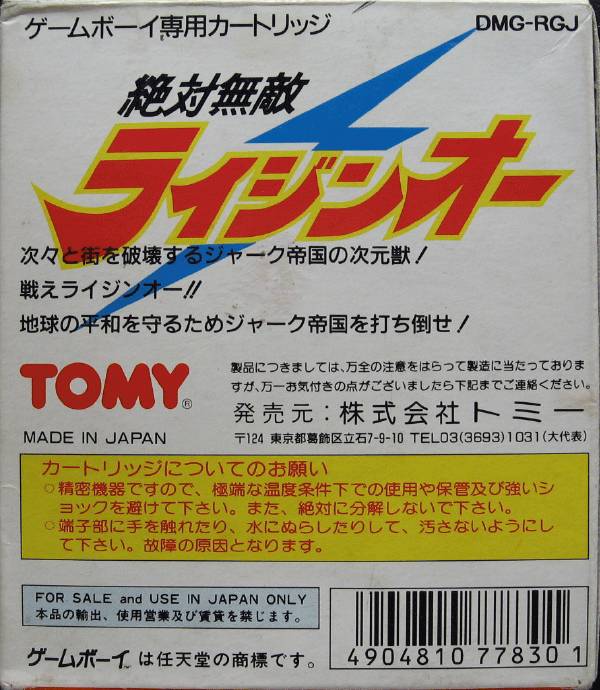 ゲームボーイ専用カートリッジ DMG-RGJ
絶対無敵
ライジンオー
次々と街を破壊するジャーク帝国の次元獣！
戦えライジンオー!!
地球の平和を守るためジャーク帝国を打ち倒せ！
TOMY®
MADE IN JAPAN
製品につきましては、万全の注意をはらって製造に当たっておりま
すが、万一お気付きの点がございましたら下記までご連絡ください。
発売元：株式会社トミー
〒124 東京都葛飾区立石7-9-10 TEL03(3693)1031(大代表)
カートリッジについてのお願い
○精密機器ですので、極端な温度条件下での使用や保管及び強いシ
ョックを避けて下さい。また、絶対に分解しないで下さい。
○端子部に手を触れたり、水にぬらしたりして、汚さないようにし
て下さい。故障の原因となります。
FOR SALE and USE IN JAPAN ONLY
本品の輸出、使用営業及び賃貸を禁じます。
ゲームボーイは任天堂の商標です。
4904810 778301